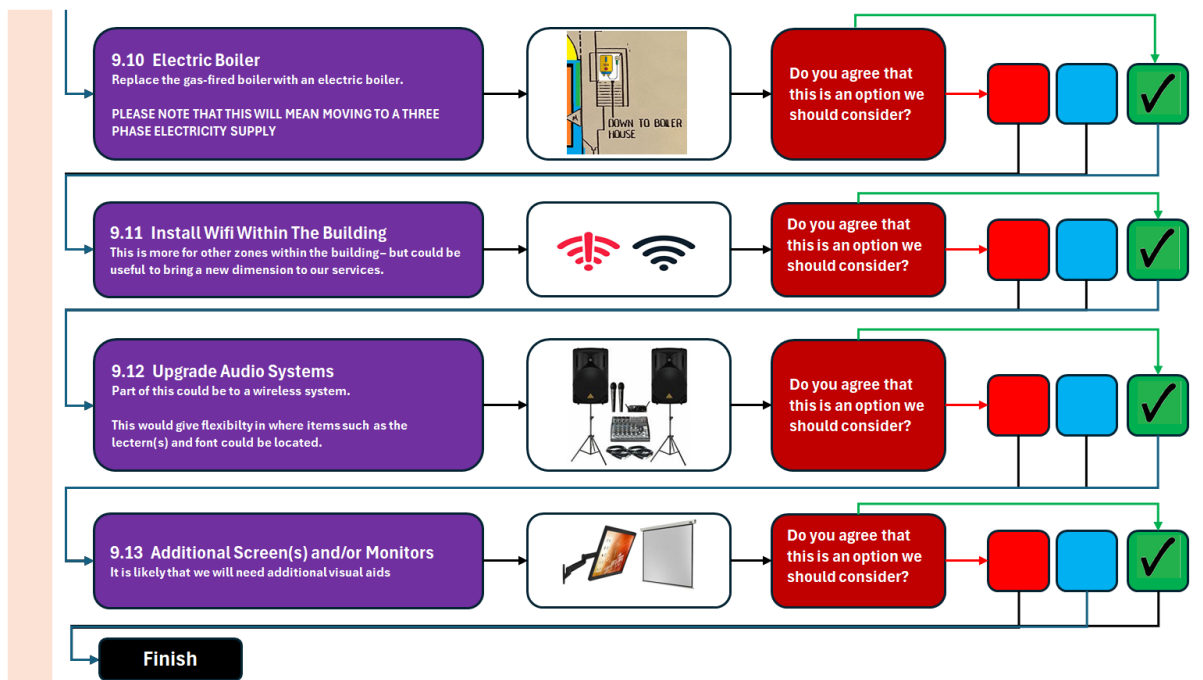 9.10 Electric Boiler
Replace the gas-fired boiler with an electric boiler.
PLEASE NOTE THAT THIS WILL MEAN MOVING TO A THREE
PHASE ELECTRICITY SUPPLY
DOWN TO BOILER
HOUSE
Do you agree that
this is an option we
should consider?
9.11 Install Wifi Within The Building
This is more for other zones within the building– but could be
useful to bring a new dimension to our services.
Do you agree that
this is an option we
should consider?
9.12 Upgrade Audio Systems
Part of this could be to a wireless system.
This would give flexibilty in where items such as the
lectern(s) and font could be located.
Do you agree that
this is an option we
should consider?
9.13 Additional Screen(s) and/or Monitors
It is likely that we will need additional visual aids
Do you agree that
this is an option we
should consider?
Finish